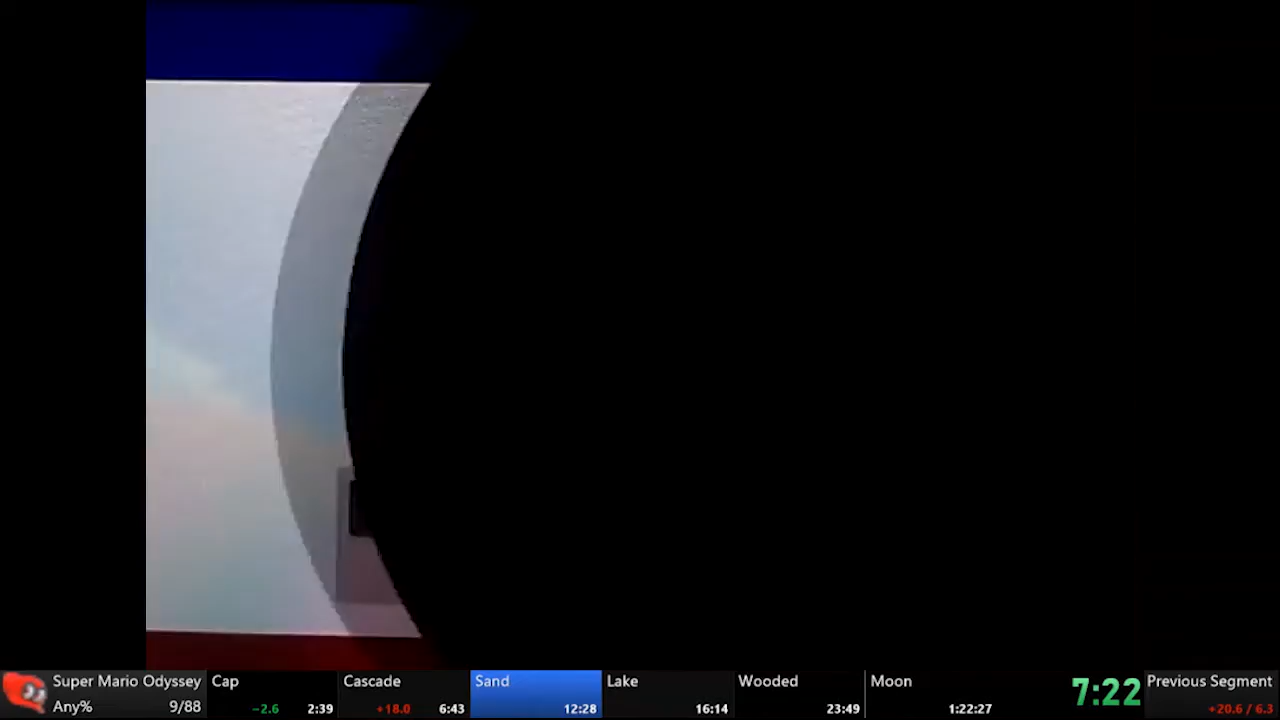 Super Mario Odyssey
Any% 9/88
Cap
−2.6 2:39
Cascade
+18.0 6:43
Sand
12:28
Lake
16:14
Wooded
23:49
Moon
1:22:27
7:22
Previous Segment
+20.6 / 6.3